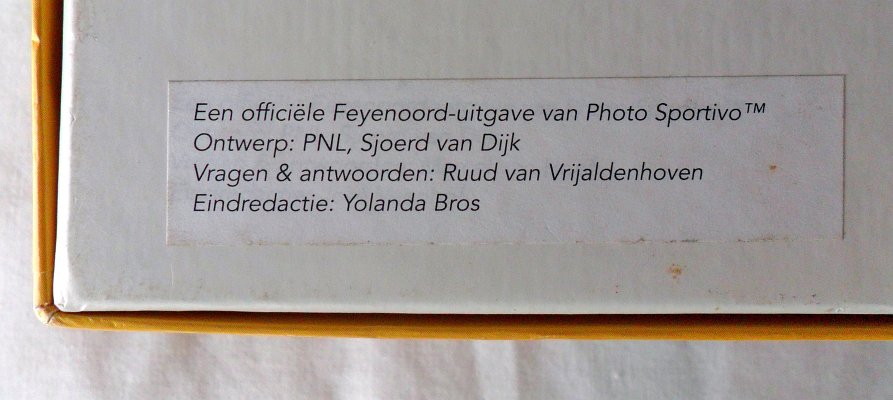 Een officiële Feyenoord-uitgave van Photo Sportivo™
Ontwerp: PNL, Sjoerd van Dijk
Vragen & antwoorden: Ruud van Vrijaldenhoven
Eindredactie: Yolanda Bros